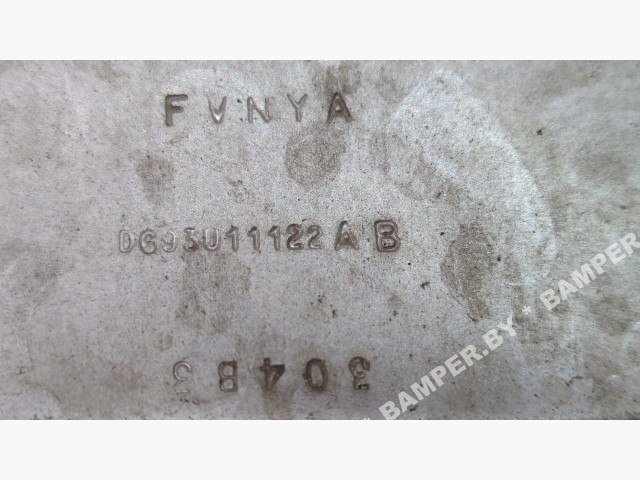 FVNYA
DG93U11122AB
304B3
* BAMPER.BY * BAMPER.